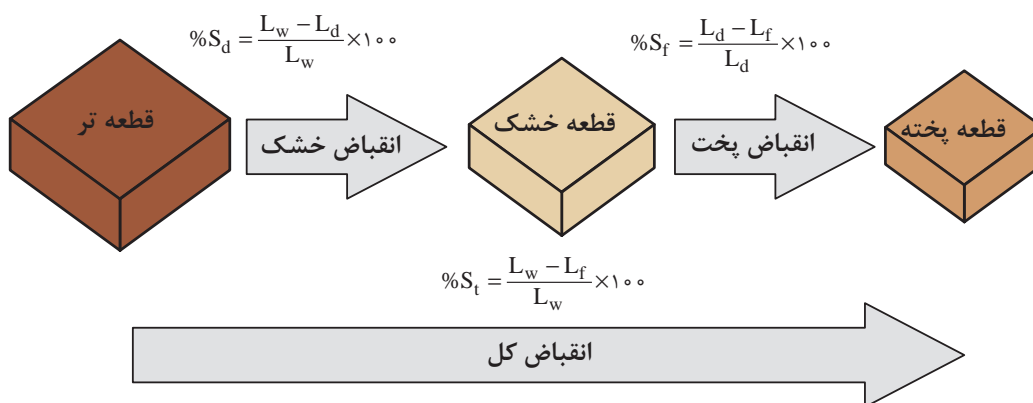 %S_d = (L_w − L_d) / L_w × ۱۰۰
%S_f = (L_d − L_f) / L_d × ۱۰۰
قطعه تر
انقباض خشک
قطعه خشک
انقباض پخت
قطعه پخته
%S_t = (L_w − L_f) / L_w × ۱۰۰
انقباض کل